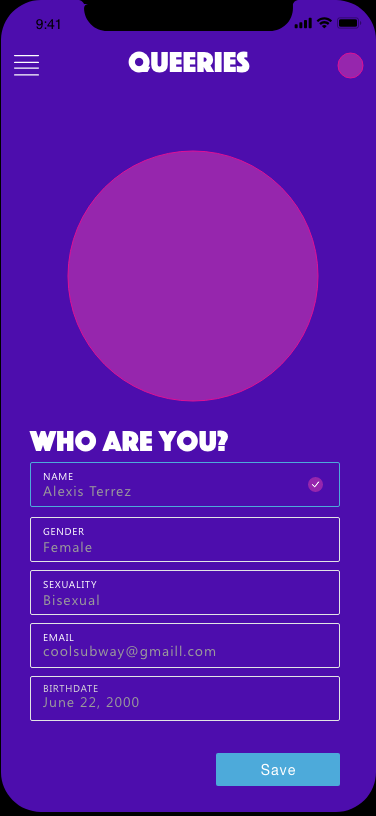 9:41
QUEERIES
WHO ARE YOU?
NAME
Alexis Terrez
GENDER
Female
SEXUALITY
Bisexual
EMAIL
coolsubway@gmaill.com
BIRTHDATE
June 22, 2000
Save